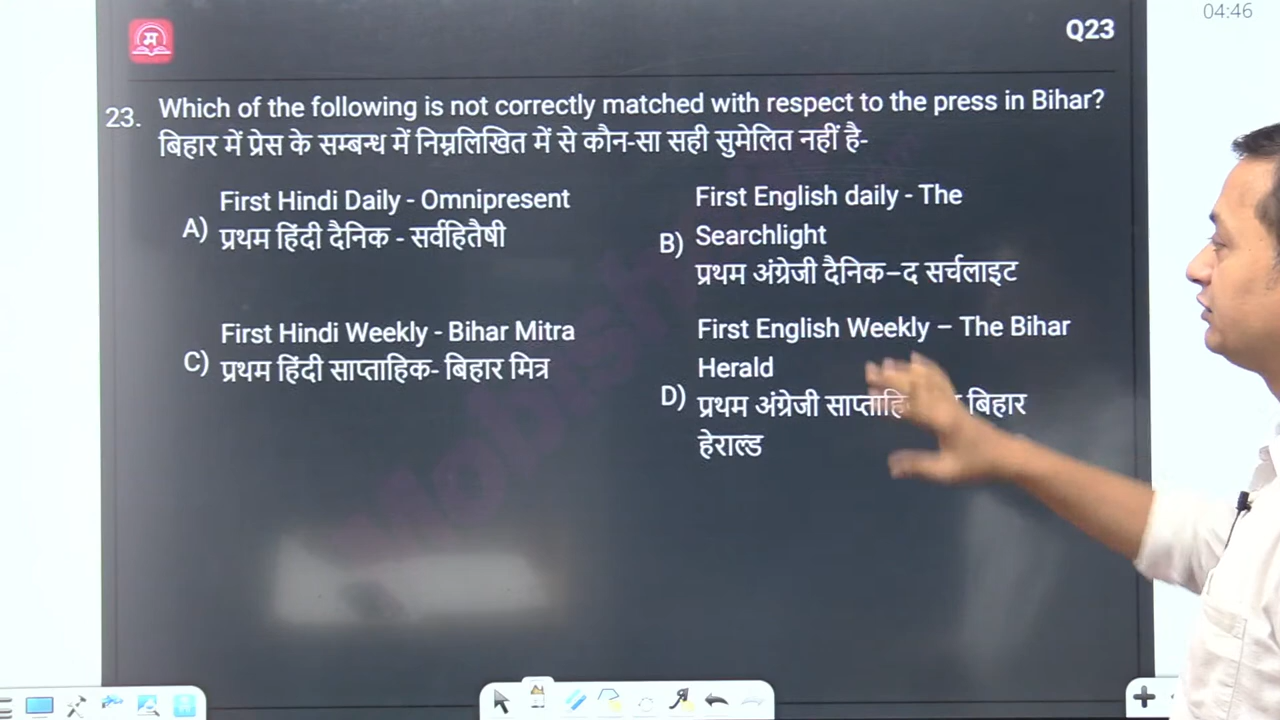 04:46
म
Q23
23. Which of the following is not correctly matched with respect to the press in Bihar?
बिहार में प्रेस के सम्बन्ध में निम्नलिखित में से कौन-सा सही सुमेलित नहीं है-
A) First Hindi Daily - Omnipresent
प्रथम हिंदी दैनिक - सर्वहितैषी
B) First English daily - The
Searchlight
प्रथम अंग्रेजी दैनिक–द सर्चलाइट
C) First Hindi Weekly - Bihar Mitra
प्रथम हिंदी साप्ताहिक- बिहार मित्र
D) First English Weekly – The Bihar
Herald
प्रथम अंग्रेजी बिहार
हेराल्ड